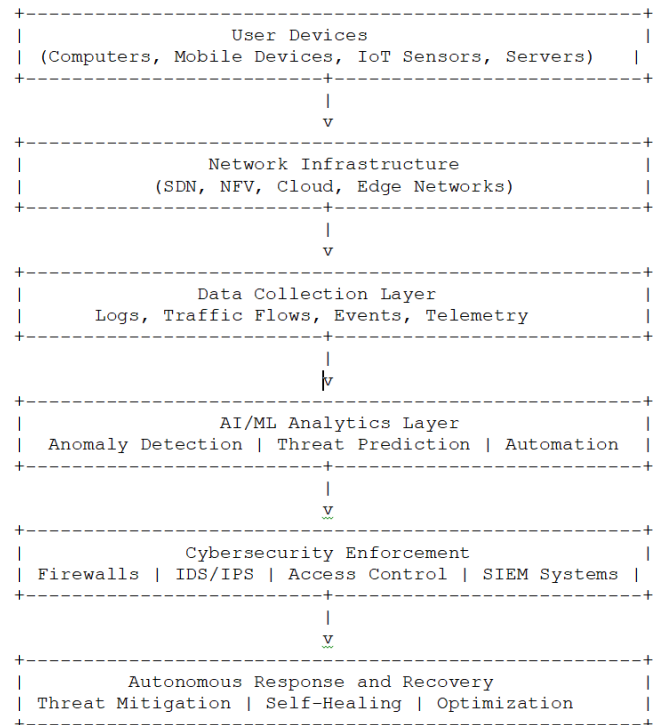 +------------------------------------------------------+
| User Devices |
| (Computers, Mobile Devices, IoT Sensors, Servers) |
+--------------------------+---------------------------+
|
v
+------------------------------------------------------+
| Network Infrastructure |
| (SDN, NFV, Cloud, Edge Networks) |
+--------------------------+---------------------------+
|
v
+------------------------------------------------------+
| Data Collection Layer |
| Logs, Traffic Flows, Events, Telemetry |
+--------------------------+---------------------------+
|
v
+------------------------------------------------------+
| AI/ML Analytics Layer |
| Anomaly Detection | Threat Prediction | Automation |
+--------------------------+---------------------------+
|
v
+------------------------------------------------------+
| Cybersecurity Enforcement |
| Firewalls | IDS/IPS | Access Control | SIEM Systems |
+--------------------------+---------------------------+
|
v
+------------------------------------------------------+
| Autonomous Response and Recovery |
| Threat Mitigation | Self-Healing | Optimization |
+------------------------------------------------------+